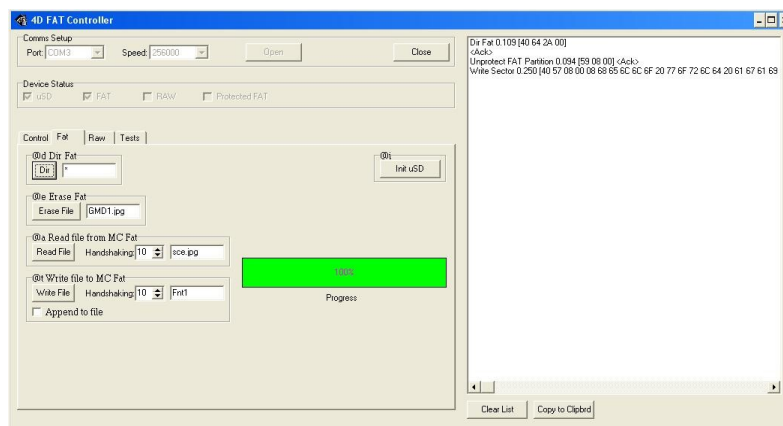 4D FAT Controller
Comms Setup
Port: COM3 Speed: 256000 Open Close
Device Status
uSD FAT RAW Protected FAT
Control Fat Raw Tests
@d Dir Fat
Dir *
@i
Init uSD
@e Erase Fat
Erase File GMD1.jpg
@a Read file from MC Fat
Read File Handshaking: 10 sce.jpg
@t Write file to MC Fat
Write File Handshaking: 10 Fnt1
Append to file
100%
Progress
Dir Fat 0.109 [40 64 2A 00]
<Ack>
Unprotect FAT Partition 0.094 [59 08 00] <Ack>
Write Sector 0.250 [40 57 08 00 08 68 65 6C 6C 6F 20 77 6F 72 6C 64 20 61 67 61 69
Clear List Copy to Clipbrd